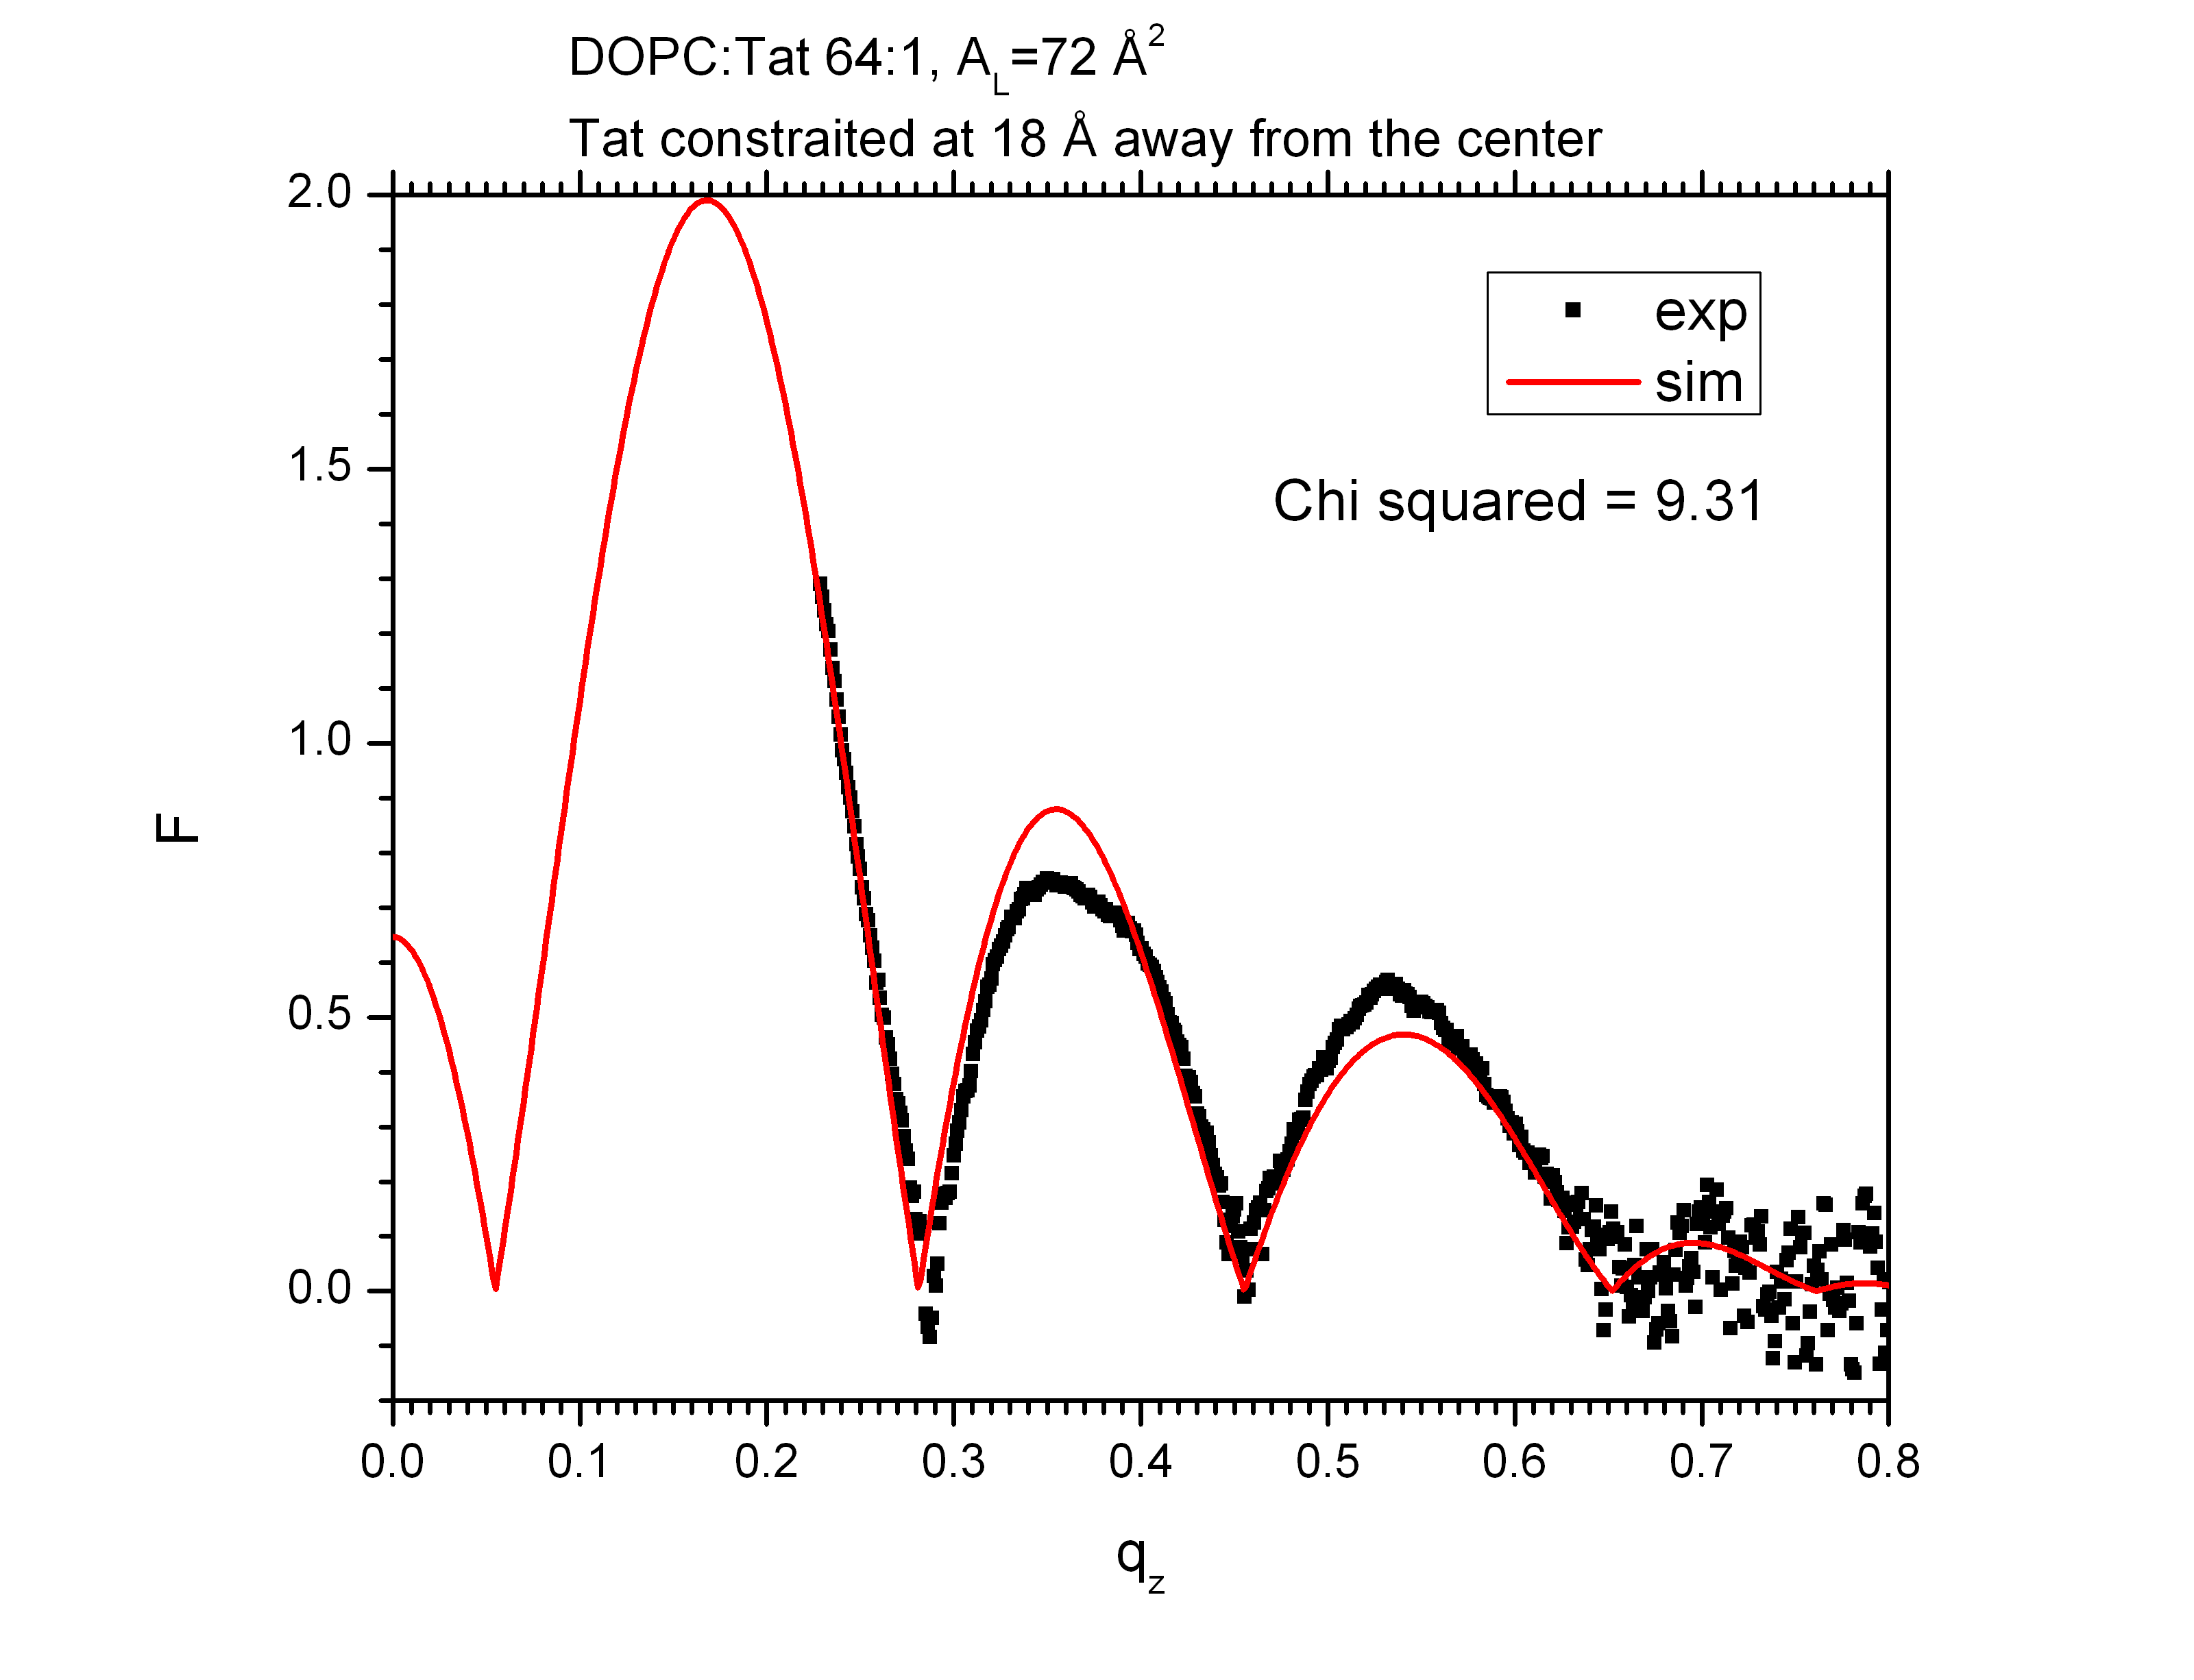 DOPC:Tat 64:1, A_L=72 Å²
Tat constraited at 18 Å away from the center
2.0
1.5
1.0
0.5
0.0
F
exp
sim
Chi squared = 9.31
0.0 0.1 0.2 0.3 0.4 0.5 0.6 0.7 0.8
q_z